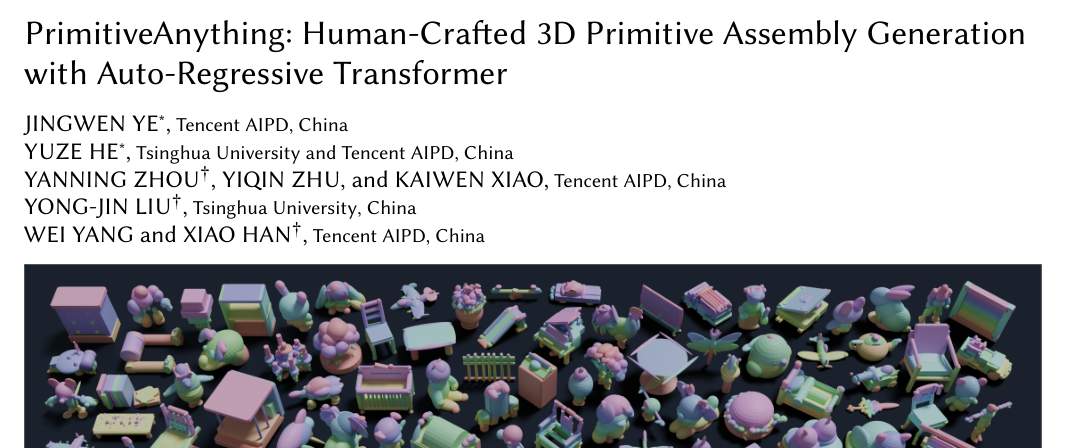 PrimitiveAnything: Human-Crafted 3D Primitive Assembly Generation
with Auto-Regressive Transformer
JINGWEN YE*, Tencent AIPD, China
YUZE HE*, Tsinghua University and Tencent AIPD, China
YANNING ZHOU†, YIQIN ZHU, and KAIWEN XIAO, Tencent AIPD, China
YONG-JIN LIU†, Tsinghua University, China
WEI YANG and XIAO HAN†, Tencent AIPD, China